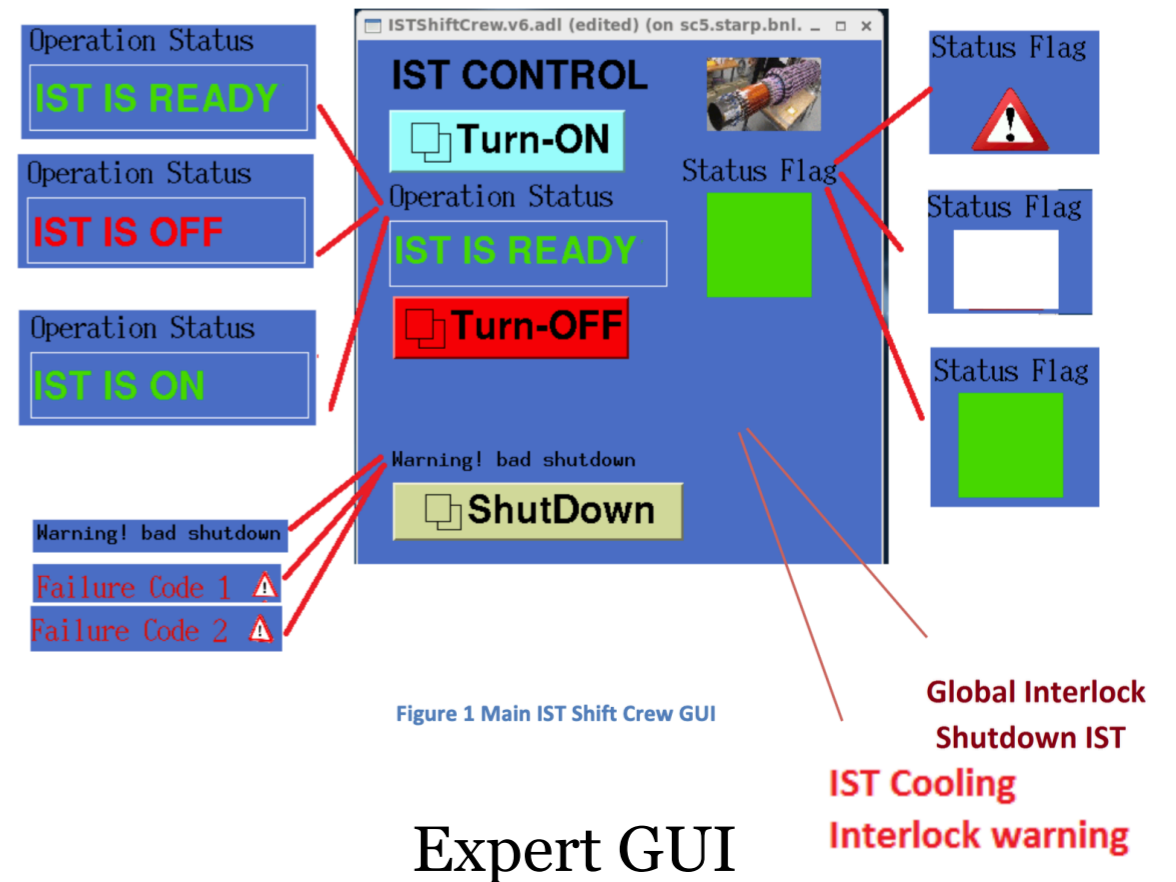 Operation Status
IST IS READY
Operation Status
IST IS OFF
Operation Status
IST IS ON
Warning! bad shutdown
Failure Code 1
Failure Code 2
ISTShiftCrew.v6.adl (edited) (on sc5.starp.bnl.
IST CONTROL
Turn-ON
Operation Status
IST IS READY
Turn-OFF
Status Flag
Warning! bad shutdown
ShutDown
Status Flag
Status Flag
Status Flag
Figure 1 Main IST Shift Crew GUI
Global Interlock
Shutdown IST
IST Cooling
Interlock warning
Expert GUI